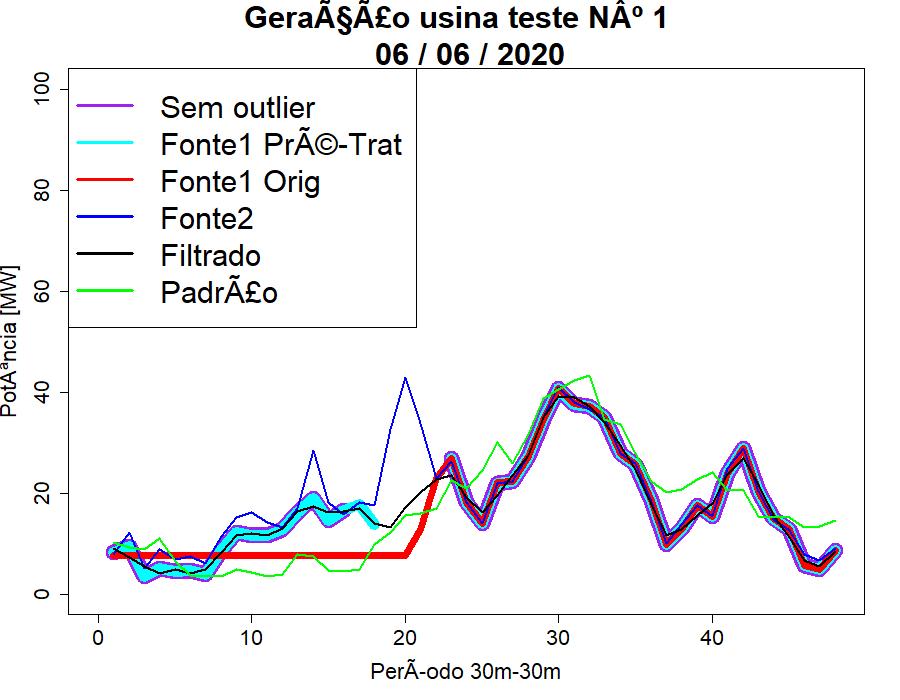 GeraÃ§Ã£o usina teste NÂº 1
06 / 06 / 2020
Sem outlier
Fonte1 PrÃ©-Trat
Fonte1 Orig
Fonte2
Filtrado
PadrÃ£o
PotÃªncia [MW]
100
80
60
40
20
0
0 10 20 30 40
PerÃ-odo 30m-30m